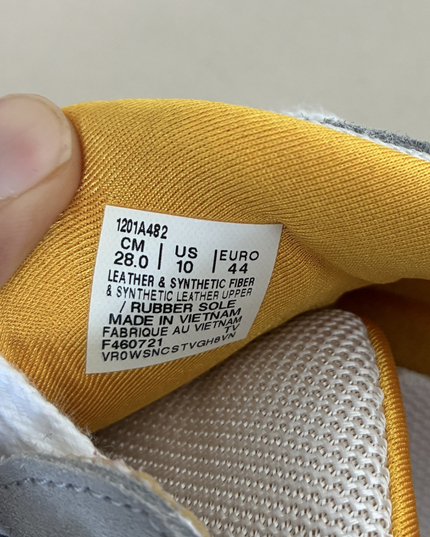 1201A482
CM | US | EURO
28.0 | 10 | 44
LEATHER & SYNTHETIC FIBER
& SYNTHETIC LEATHER UPPER
/ RUBBER SOLE
MADE IN VIETNAM
FABRIQUE AU VIETNAM
F460721 TV
VR0WSNCSTVGH8VN